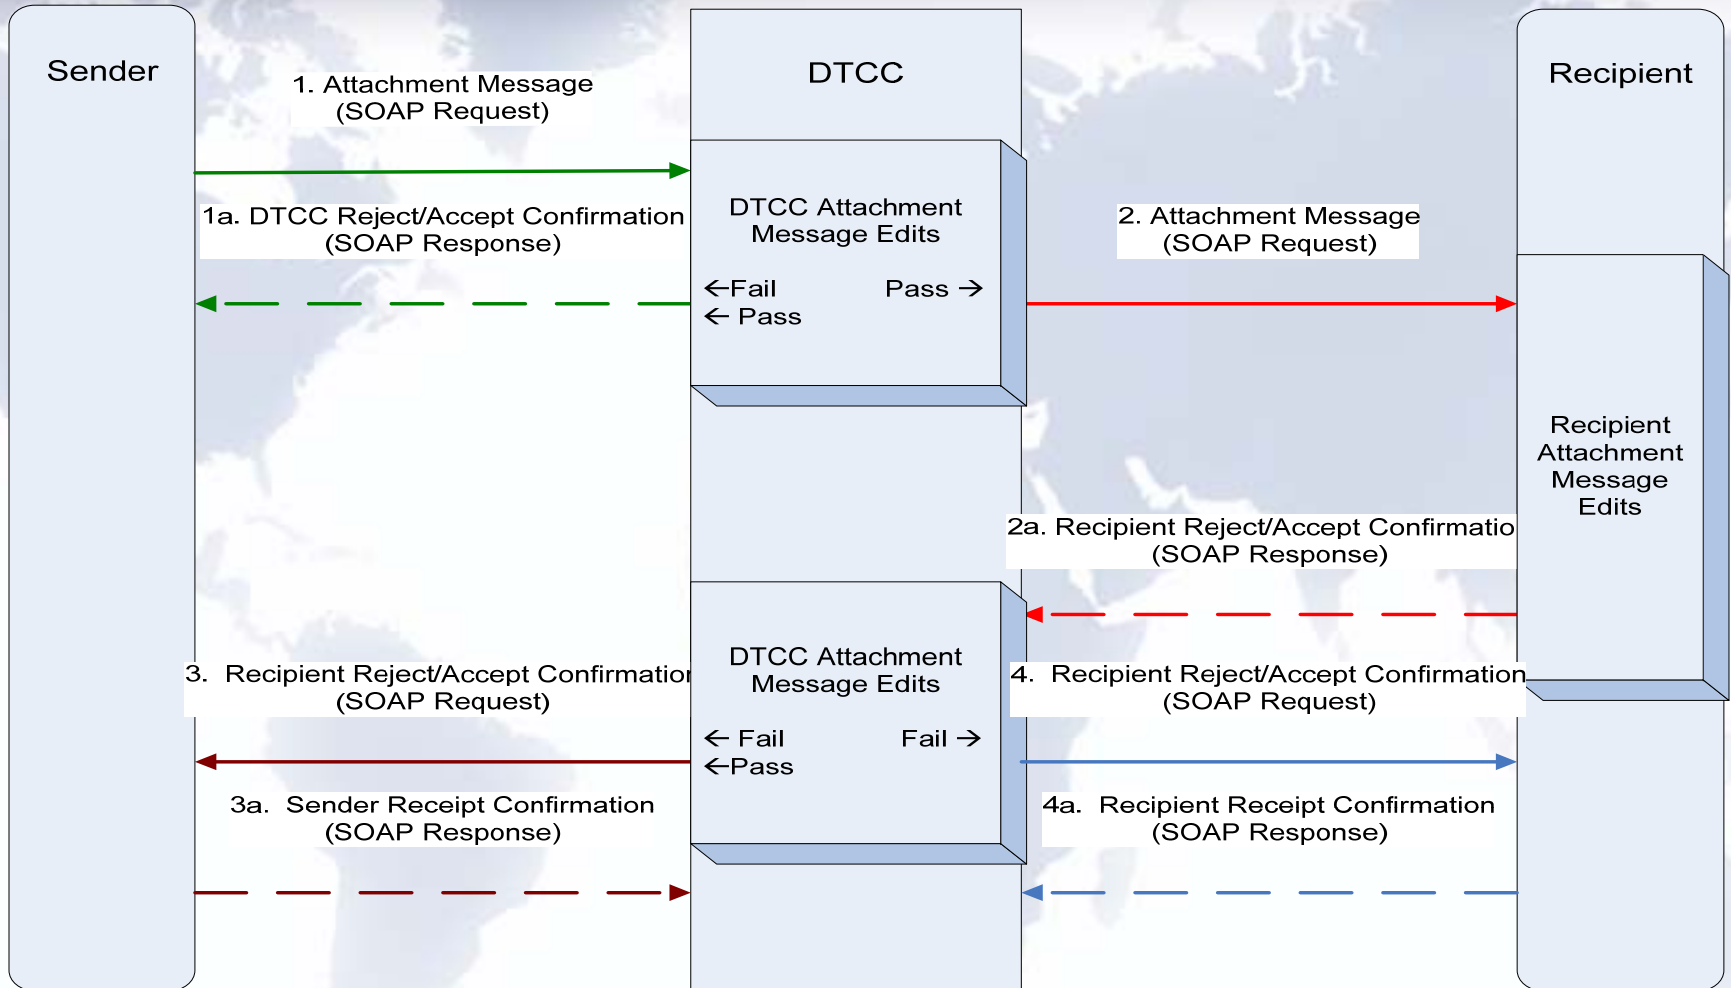 Sender
DTCC
Recipient
1. Attachment Message
(SOAP Request)
1a. DTCC Reject/Accept Confirmation
(SOAP Response)
DTCC Attachment
Message Edits
←Fail Pass →
← Pass
2. Attachment Message
(SOAP Request)
Recipient
Attachment
Message
Edits
2a. Recipient Reject/Accept Confirmatio
(SOAP Response)
3. Recipient Reject/Accept Confirmation
(SOAP Request)
DTCC Attachment
Message Edits
← Fail Fail →
←Pass
4. Recipient Reject/Accept Confirmation
(SOAP Request)
3a. Sender Receipt Confirmation
(SOAP Response)
4a. Recipient Receipt Confirmation
(SOAP Response)